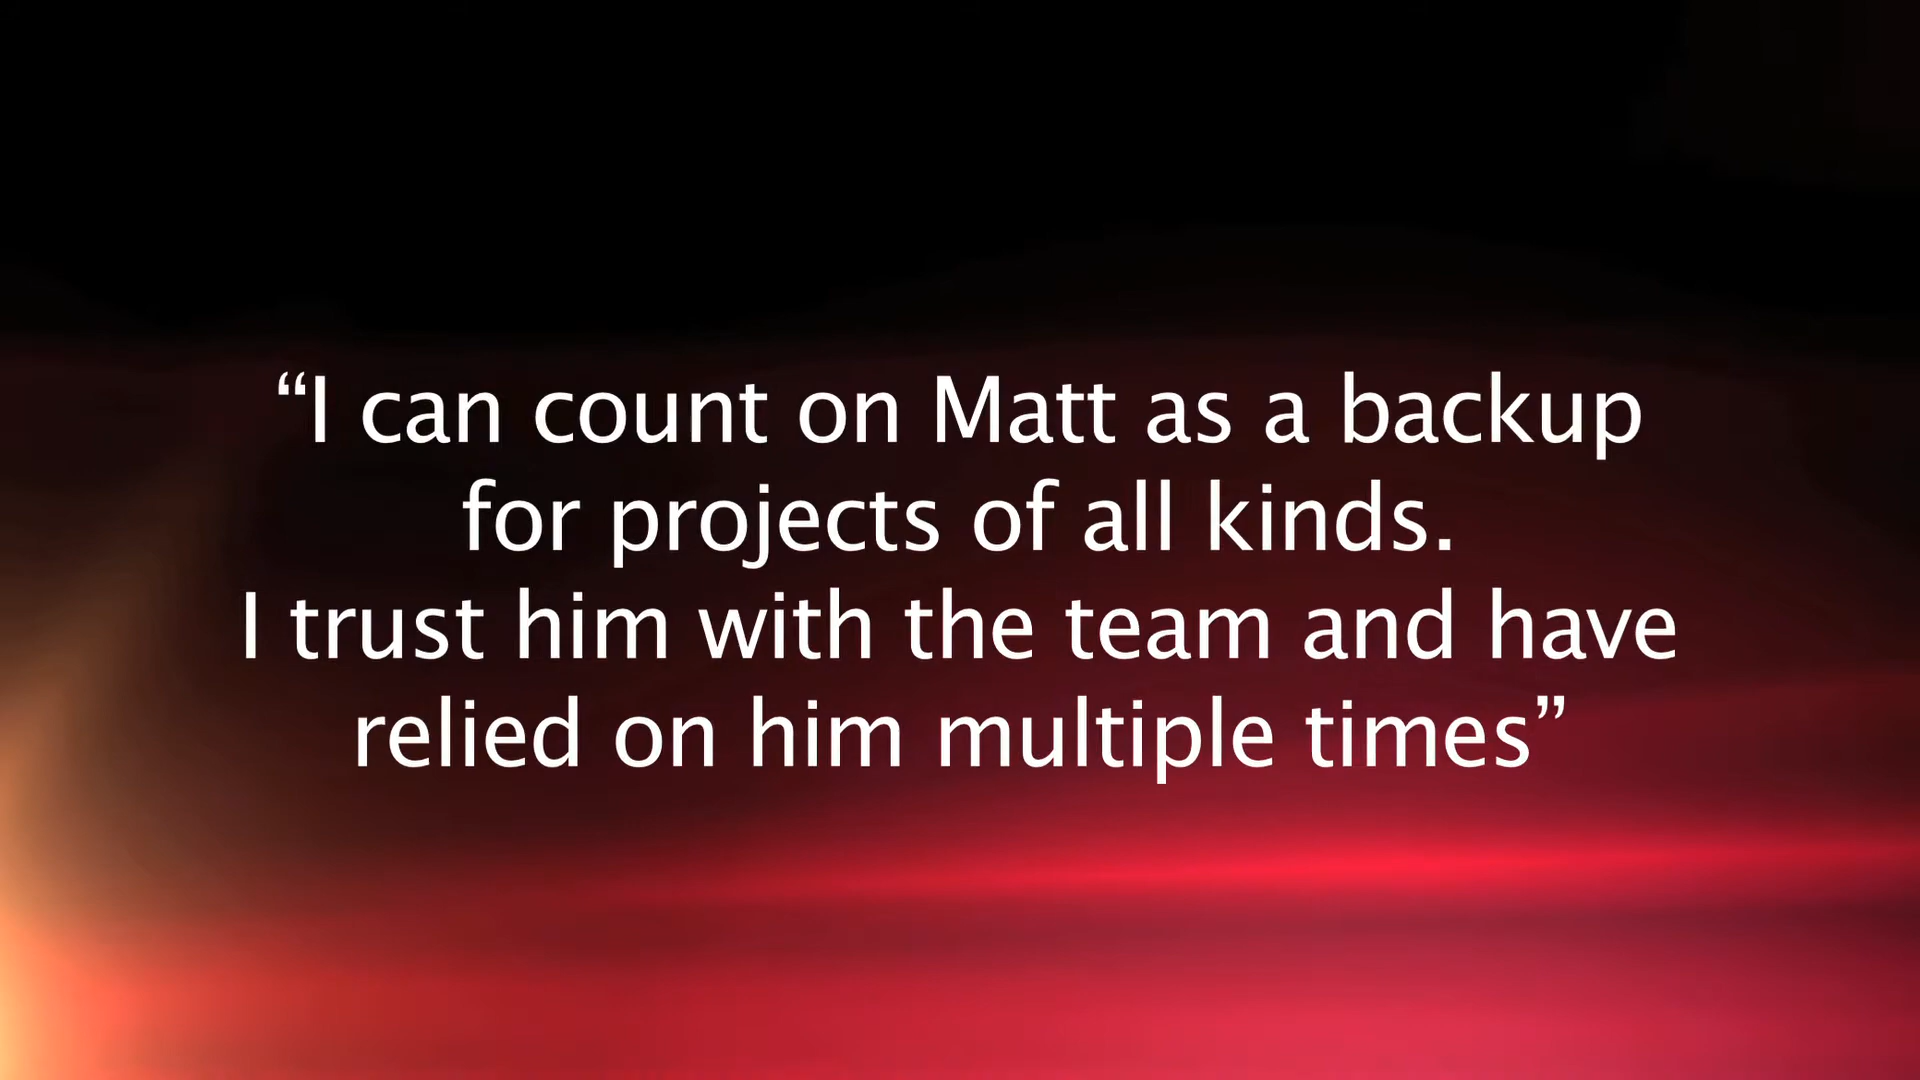 “I can count on Matt as a backup
for projects of all kinds.
I trust him with the team and have
relied on him multiple times”